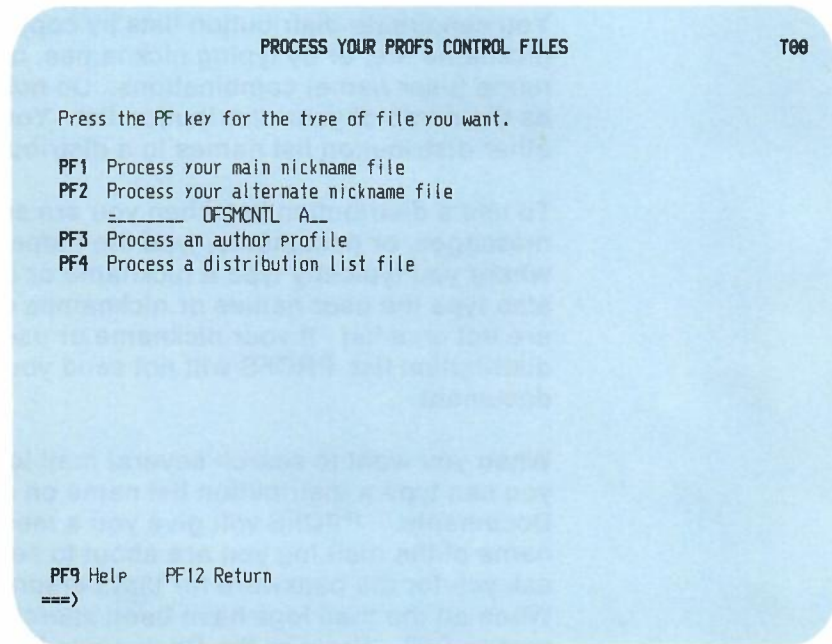 PROCESS YOUR PROFS CONTROL FILES T00
Press the PF key for the type of file you want.
PF1 Process your main nickname file
PF2 Process your alternate nickname file
________ OFSMCNTL A__
PF3 Process an author profile
PF4 Process a distribution list file
PF9 Help PF12 Return
===>